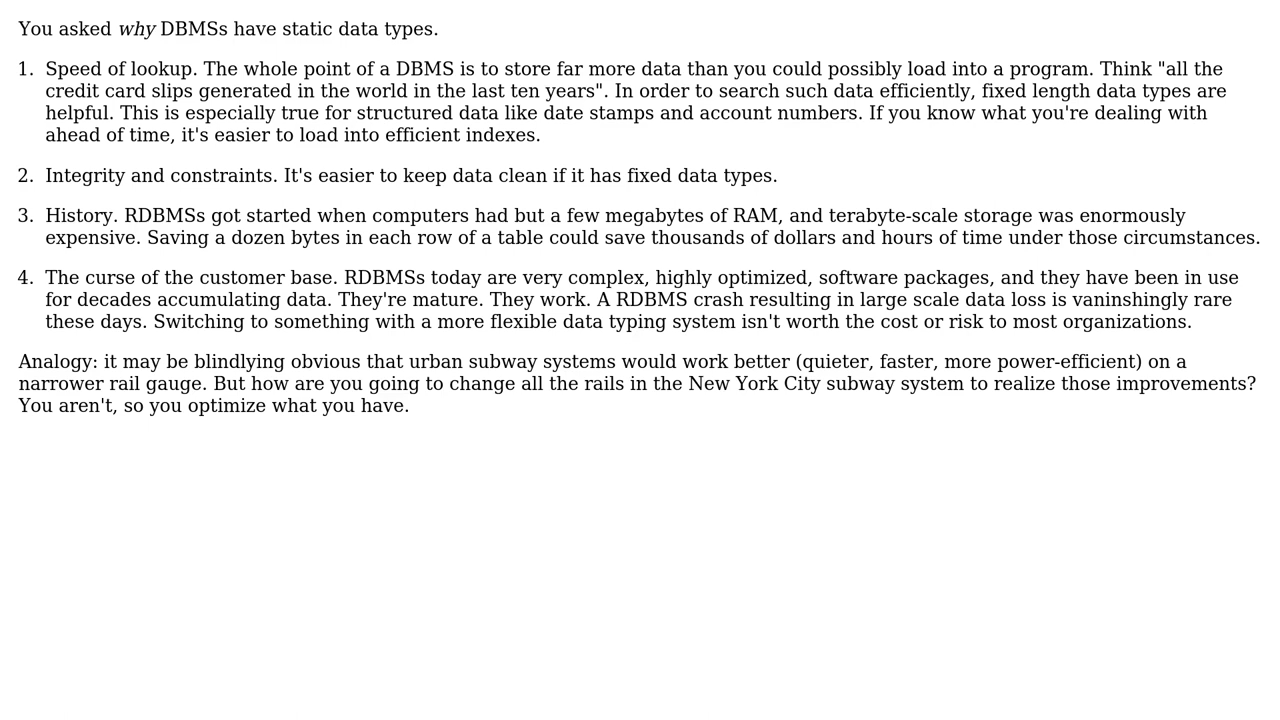 You asked why DBMSs have static data types.
1. Speed of lookup. The whole point of a DBMS is to store far more data than you could possibly load into a program. Think "all the
credit card slips generated in the world in the last ten years". In order to search such data efficiently, fixed length data types are
helpful. This is especially true for structured data like date stamps and account numbers. If you know what you're dealing with
ahead of time, it's easier to load into efficient indexes.
2. Integrity and constraints. It's easier to keep data clean if it has fixed data types.
3. History. RDBMSs got started when computers had but a few megabytes of RAM, and terabyte-scale storage was enormously
expensive. Saving a dozen bytes in each row of a table could save thousands of dollars and hours of time under those circumstances.
4. The curse of the customer base. RDBMSs today are very complex, highly optimized, software packages, and they have been in use
for decades accumulating data. They're mature. They work. A RDBMS crash resulting in large scale data loss is vaninshingly rare
these days. Switching to something with a more flexible data typing system isn't worth the cost or risk to most organizations.
Analogy: it may be blindlying obvious that urban subway systems would work better (quieter, faster, more power-efficient) on a
narrower rail gauge. But how are you going to change all the rails in the New York City subway system to realize those improvements?
You aren't, so you optimize what you have.